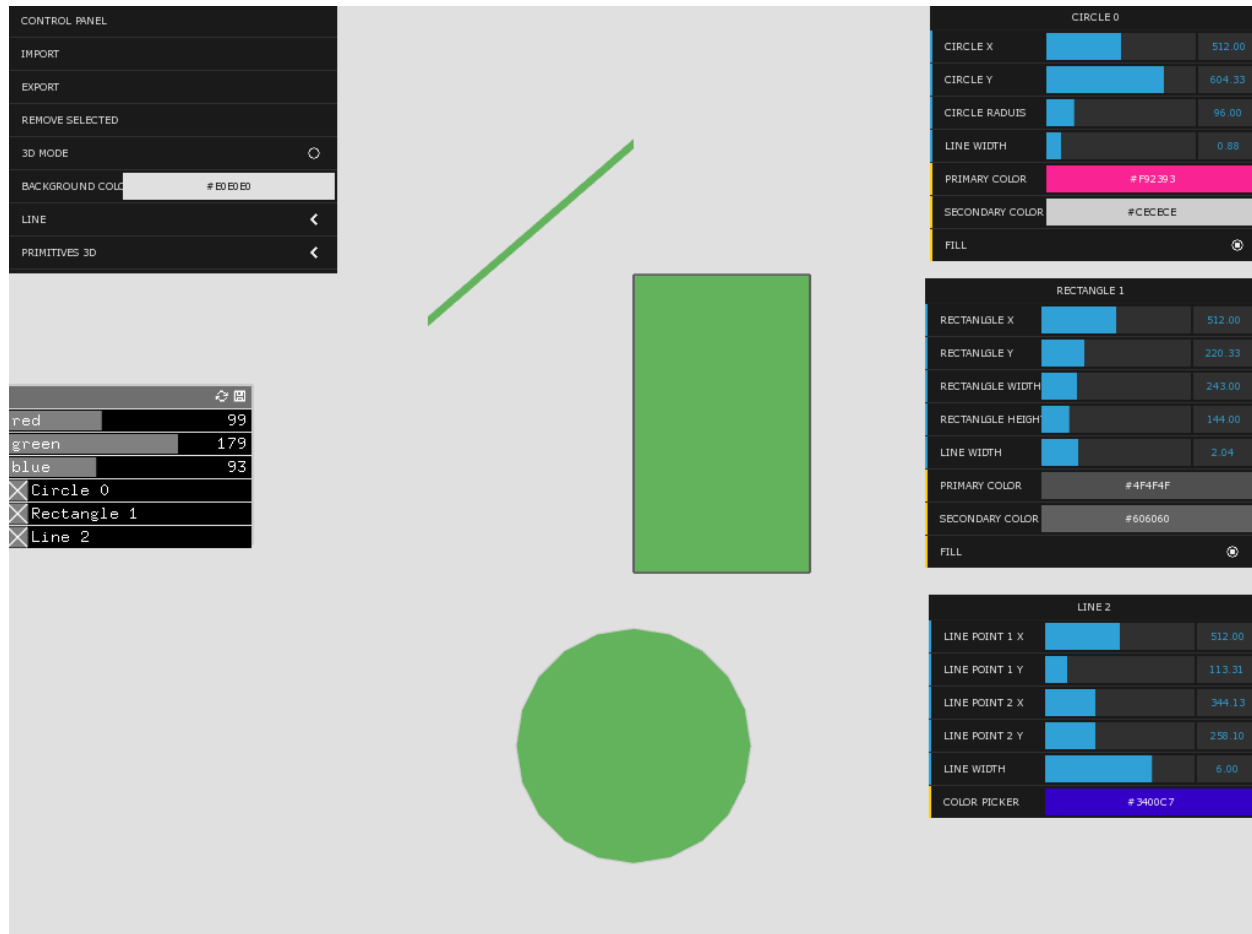 CONTROL PANEL
IMPORT
EXPORT
REMOVE SELECTED
3D MODE
BACKGROUND COLO #E0E0E0
LINE
PRIMITIVES 3D
red 99
green 179
blue 93
Circle 0
Rectangle 1
Line 2
CIRCLE 0
CIRCLE X 512.00
CIRCLE Y 604.33
CIRCLE RADUIS 96.00
LINE WIDTH 0.88
PRIMARY COLOR #F92393
SECONDARY COLOR #CECECE
FILL
RECTANGLE 1
RECTANLGLE X 512.00
RECTANLGLE Y 220.33
RECTANLGLE WIDTH 243.00
RECTANLGLE HEIGHT 144.00
LINE WIDTH 2.04
PRIMARY COLOR #4F4F4F
SECONDARY COLOR #606060
FILL
LINE 2
LINE POINT 1 X 512.00
LINE POINT 1 Y 113.31
LINE POINT 2 X 344.13
LINE POINT 2 Y 258.10
LINE WIDTH 6.00
COLOR PICKER #3400C7